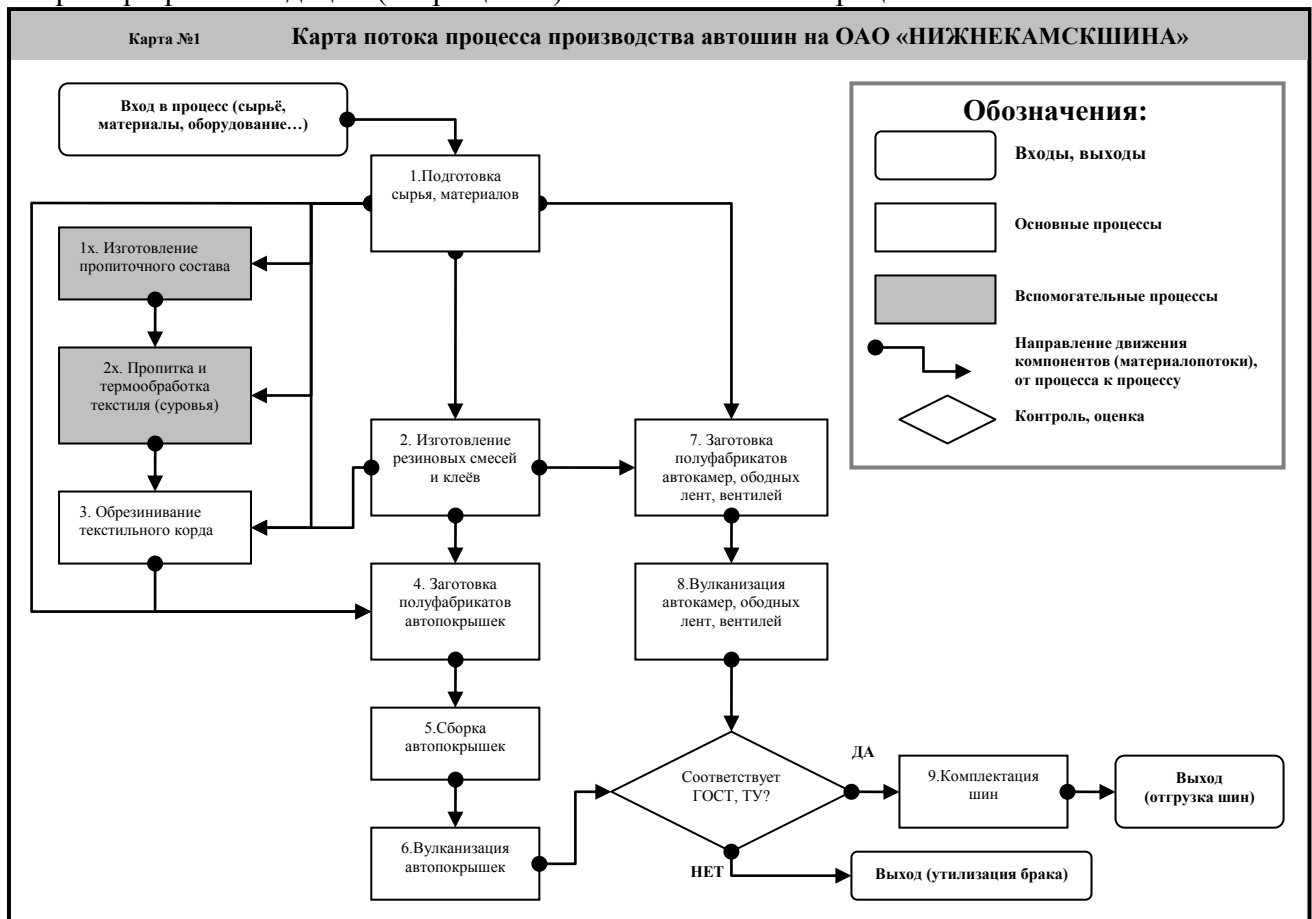 Карта №1
Карта потока процесса производства автошин на ОАО «НИЖНЕКАМСКШИНА»
Вход в процесс (сырьё,
материалы, оборудование…)
1.Подготовка
сырья, материалов
1х. Изготовление
пропиточного состава
2х. Пропитка и
термообработка
текстиля (суровья)
3. Обрезинивание
текстильного корда
2. Изготовление
резиновых смесей
и клеёв
7. Заготовка
полуфабрикатов
автокамер, ободных
лент, вентилей
4. Заготовка
полуфабрикатов
автопокрышек
8.Вулканизация
автокамер, ободных
лент, вентилей
5.Сборка
автопокрышек
6.Вулканизация
автопокрышек
Соответствует
ГОСТ, ТУ?
ДА
НЕТ
9.Комплектация
шин
Выход
(отгрузка шин)
Выход (утилизация брака)
Обозначения:
Входы, выходы
Основные процессы
Вспомогательные процессы
Направление движения
компонентов (материалопотоки),
от процесса к процессу
Контроль, оценка